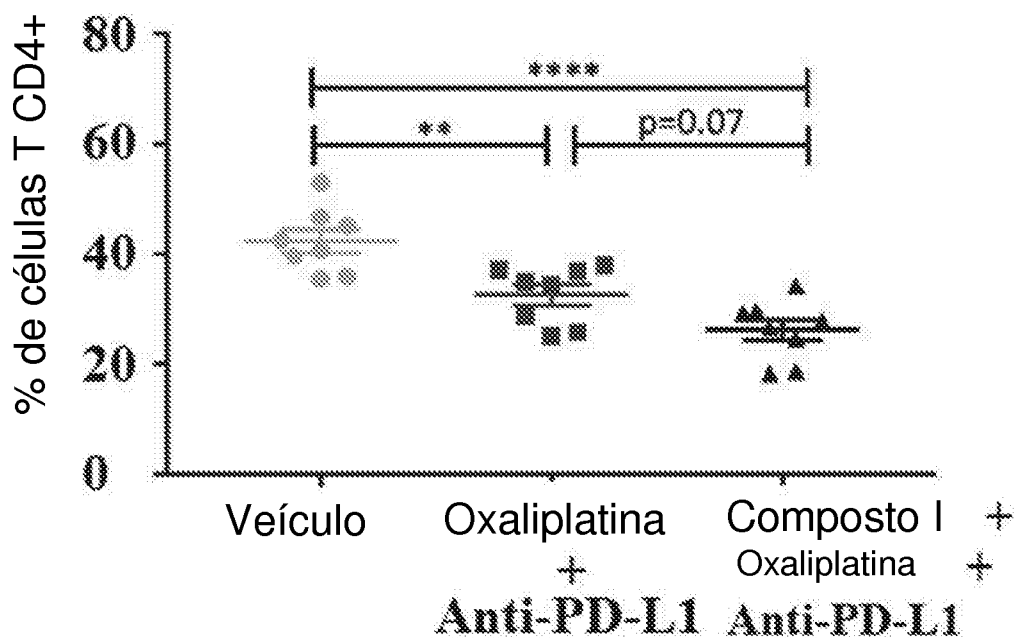 % de células T CD4+
80
60
40
20
0
****
**
p=0.07
Veículo
Oxaliplatina
+
Anti-PD-L1
Composto I +
Oxaliplatina +
Anti-PD-L1